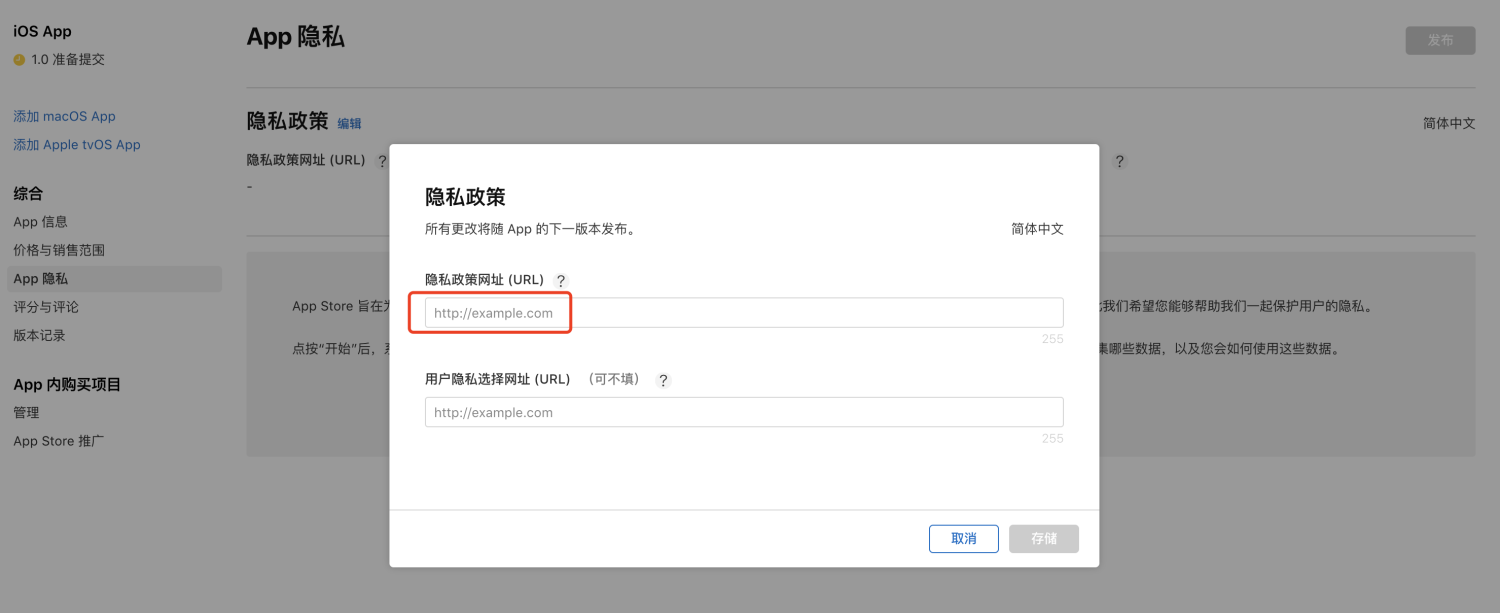 iOS App
1.0 准备提交
添加 macOS App
添加 Apple tvOS App
综合
App 信息
价格与销售范围
App 隐私
评分与评论
版本记录
App 内购买项目
管理
App Store 推广
App 隐私
发布
隐私政策 编辑
简体中文
隐私政策网址 (URL) ?
?
-
App Store 旨在
我们希望您能够帮助我们一起保护用户的隐私。
点按“开始”后，
集哪些数据，以及您会如何使用这些数据。
隐私政策
所有更改将随 App 的下一版本发布。
简体中文
隐私政策网址 (URL) ?
http://example.com
255
用户隐私选择网址 (URL) （可不填） ?
http://example.com
255
取消
存储